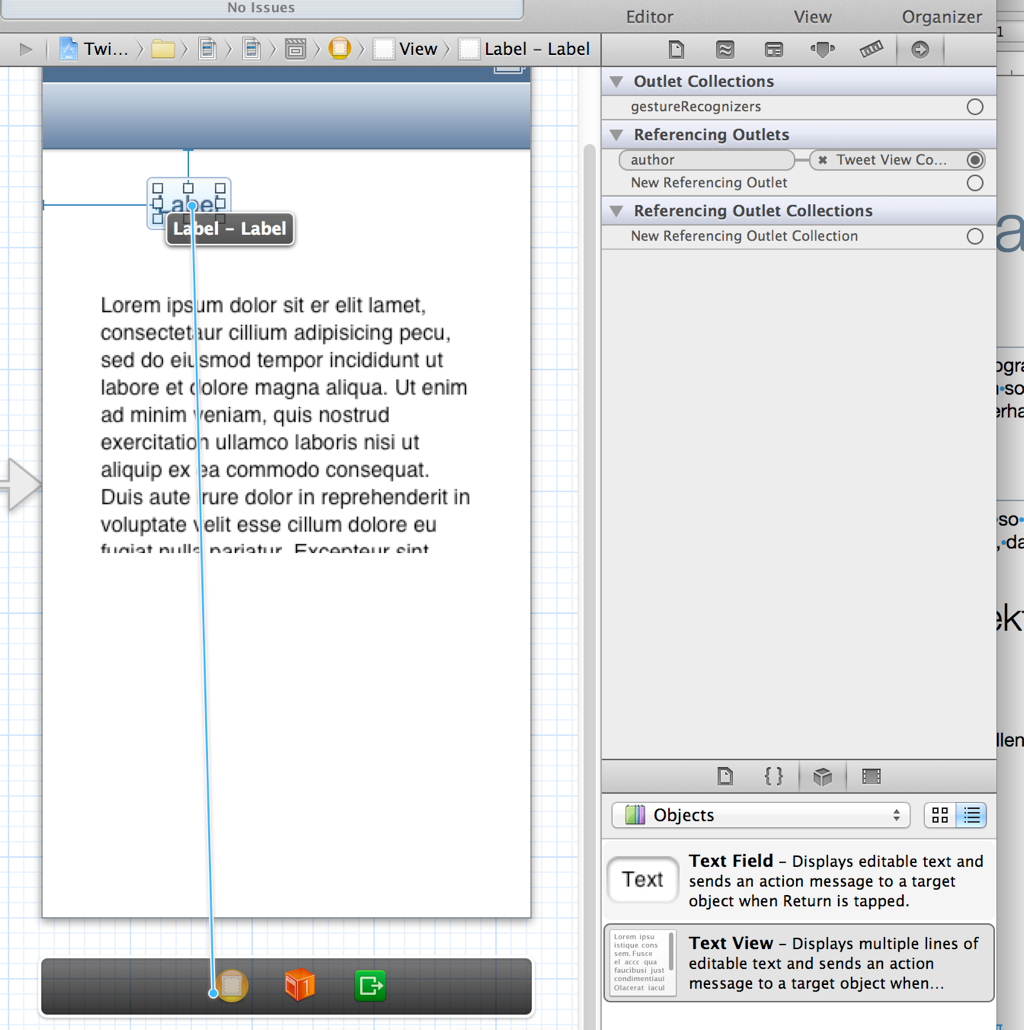 No Issues
Editor
View
Organizer
1
Twi...
View
Label - Label
Outlet Collections
gestureRecognizers
Referencing Outlets
author
Tweet View Co...
New Referencing Outlet
Referencing Outlet Collections
New Referencing Outlet Collection
Label
Label - Label
Lorem ipsum dolor sit er elit lamet,
consectetaur cillium adipisicing pecu,
sed do eiusmod tempor incididunt ut
labore et dolore magna aliqua. Ut enim
ad minim veniam, quis nostrud
exercitation ullamco laboris nisi ut
aliquip ex ea commodo consequat.
Duis aute irure dolor in reprehenderit in
voluptate velit esse cillum dolore eu
fugiat nulla pariatur. Excepteur sint
Objects
Text
Text Field - Displays editable text and
sends an action message to a target
object when Return is tapped.
Lorem ipsu
istique cons
sem. Fusce
el accc qua
faucibusi just
condimentiaui
Olacerat iacul
Text View - Displays multiple lines of
editable text and sends an action
message to a target object when...